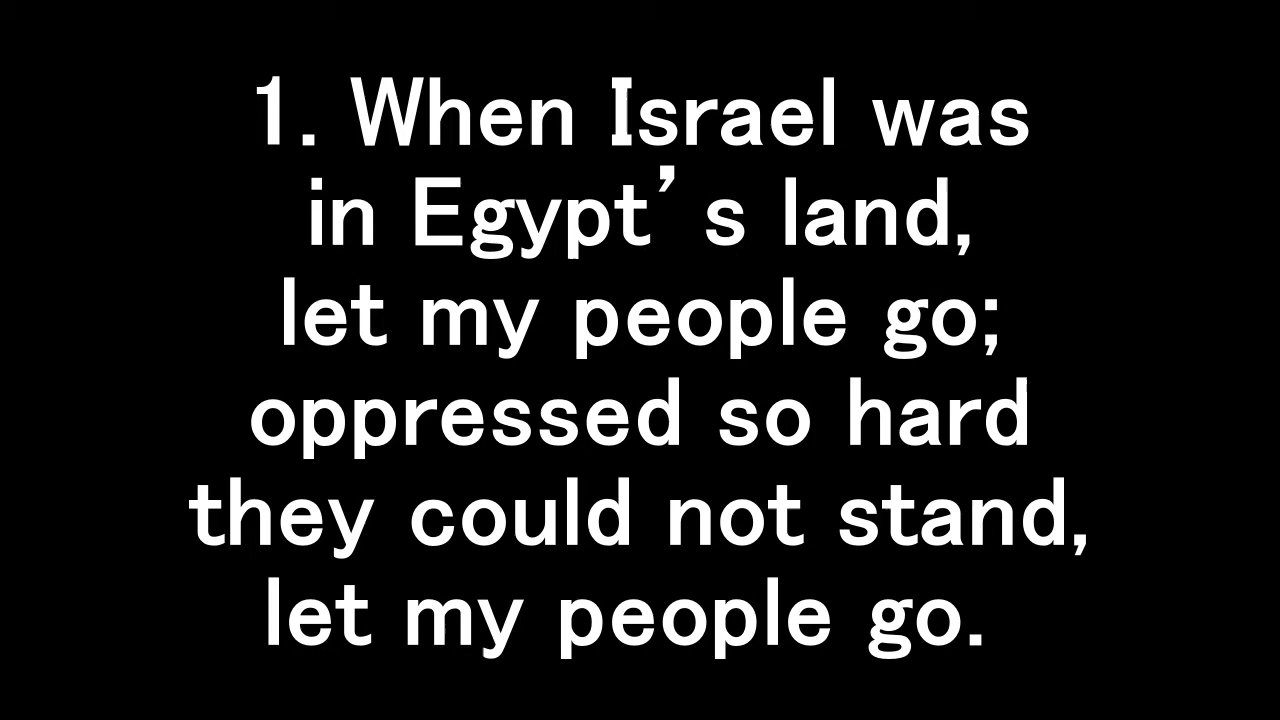 1. When Israel was
in Egypt’s land,
let my people go;
oppressed so hard
they could not stand,
let my people go.